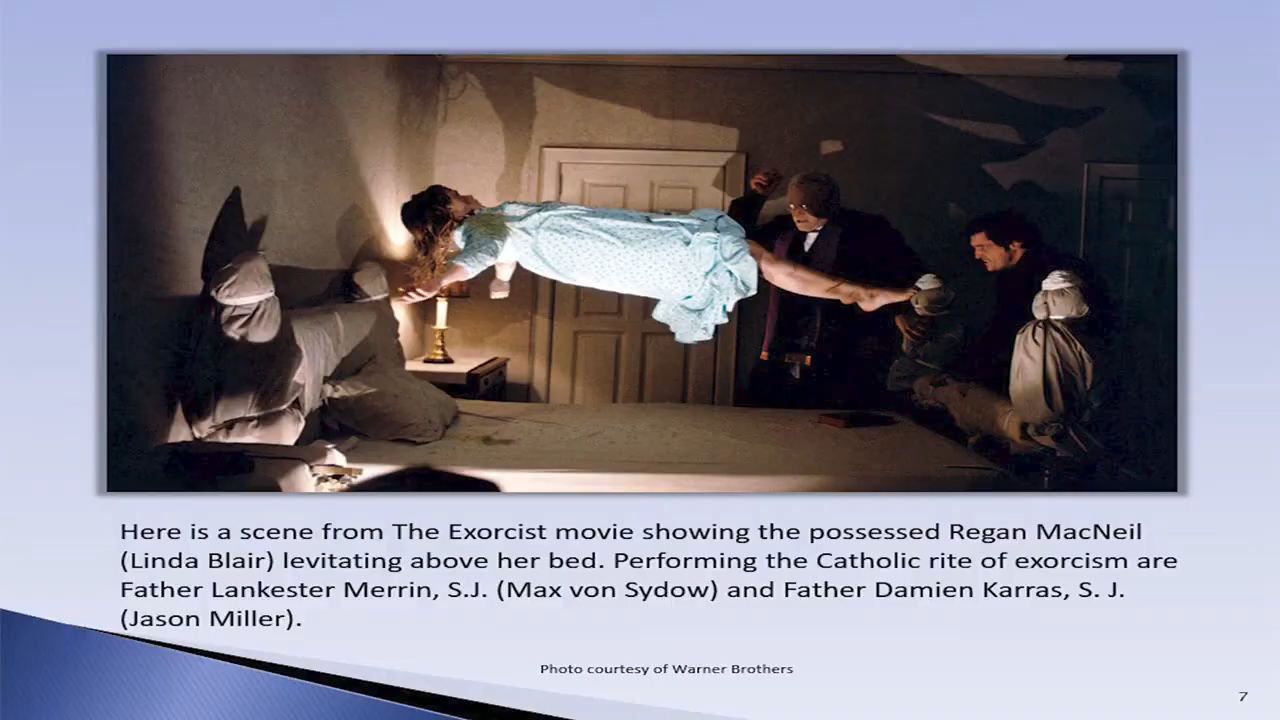 Here is a scene from The Exorcist movie showing the possessed Regan MacNeil
(Linda Blair) levitating above her bed. Performing the Catholic rite of exorcism are
Father Lankester Merrin, S.J. (Max von Sydow) and Father Damien Karras, S. J.
(Jason Miller).
Photo courtesy of Warner Brothers
7